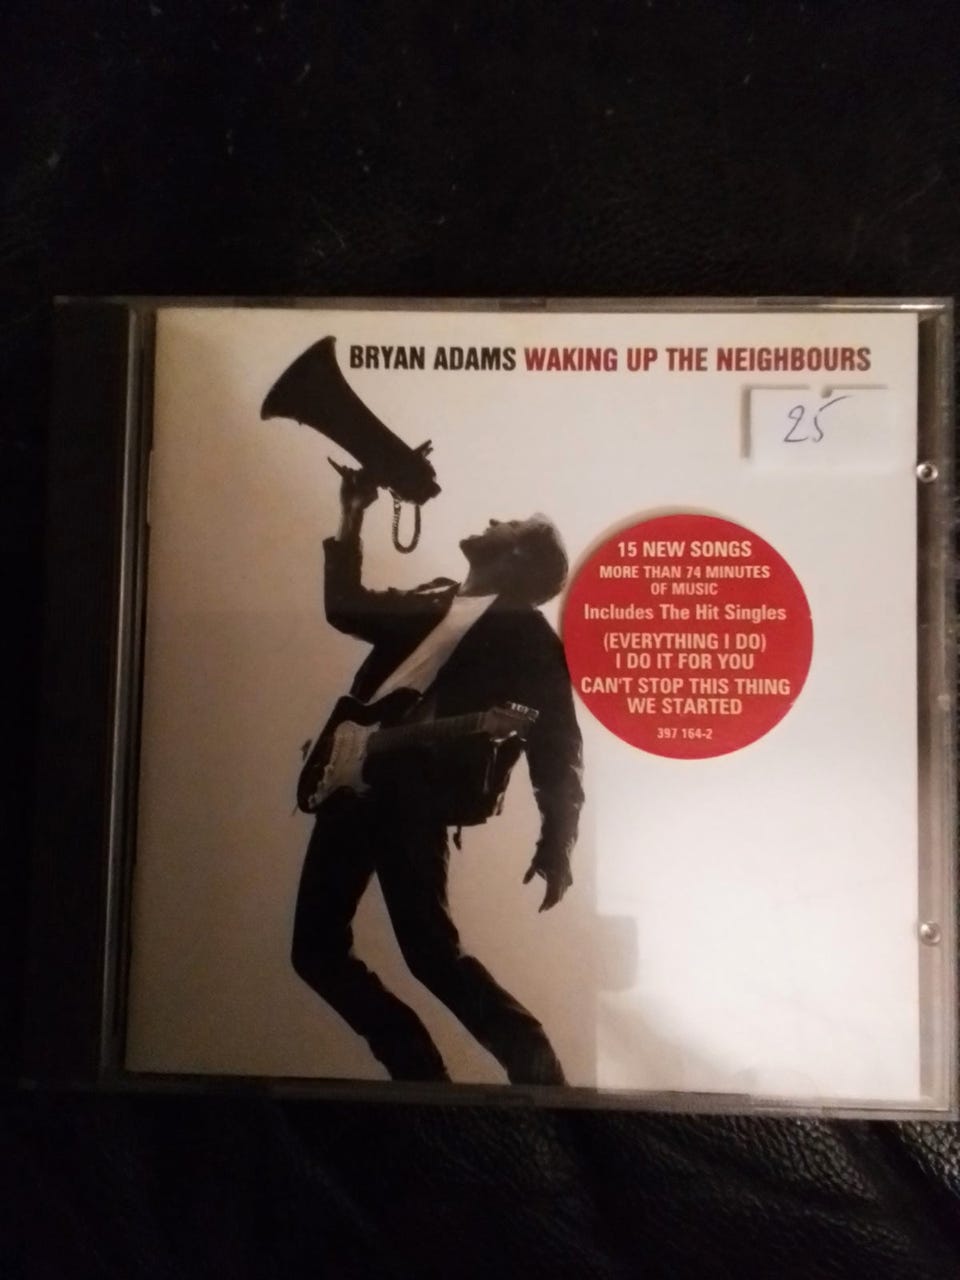 BRYAN ADAMS WAKING UP THE NEIGHBOURS
25
15 NEW SONGS
MORE THAN 74 MINUTES
OF MUSIC
Includes The Hit Singles
(EVERYTHING I DO)
I DO IT FOR YOU
CAN'T STOP THIS THING
WE STARTED
397 164-2